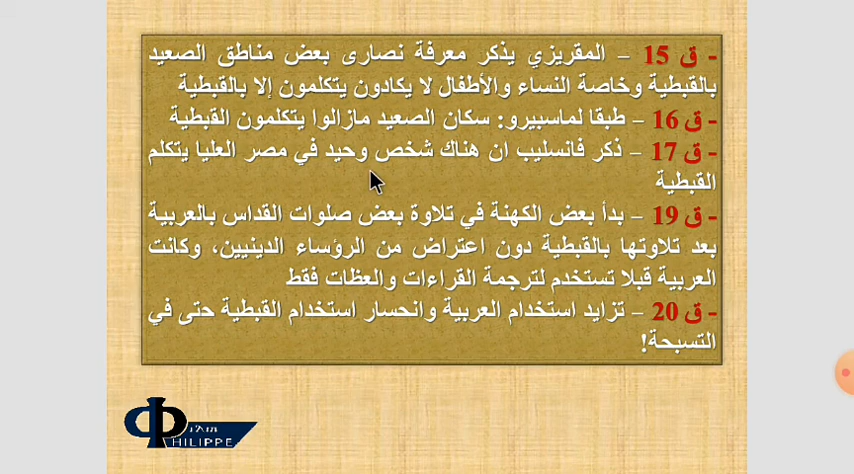 - ق 15 – المقريزي يذكر معرفة نصارى بعض مناطق الصعيد
بالقبطية وخاصة النساء والأطفال لا يكادون يتكلمون إلا بالقبطية
- ق 16 – طبقا لماسبيرو: سكان الصعيد مازالوا يتكلمون القبطية
- ق 17 – ذكر فانسليب ان هناك شخص وحيد في مصر العليا يتكلم
القبطية
- ق 19 – بدأ بعض الكهنة في تلاوة بعض صلوات القداس بالعربية
بعد تلاوتها بالقبطية دون اعتراض من الرؤساء الدينيين، وكانت
العربية قبلا تستخدم لترجمة القراءات والعظات فقط
- ق 20 – تزايد استخدام العربية وانحسار استخدام القبطية حتى في
التسبحة!
PHILIPPE